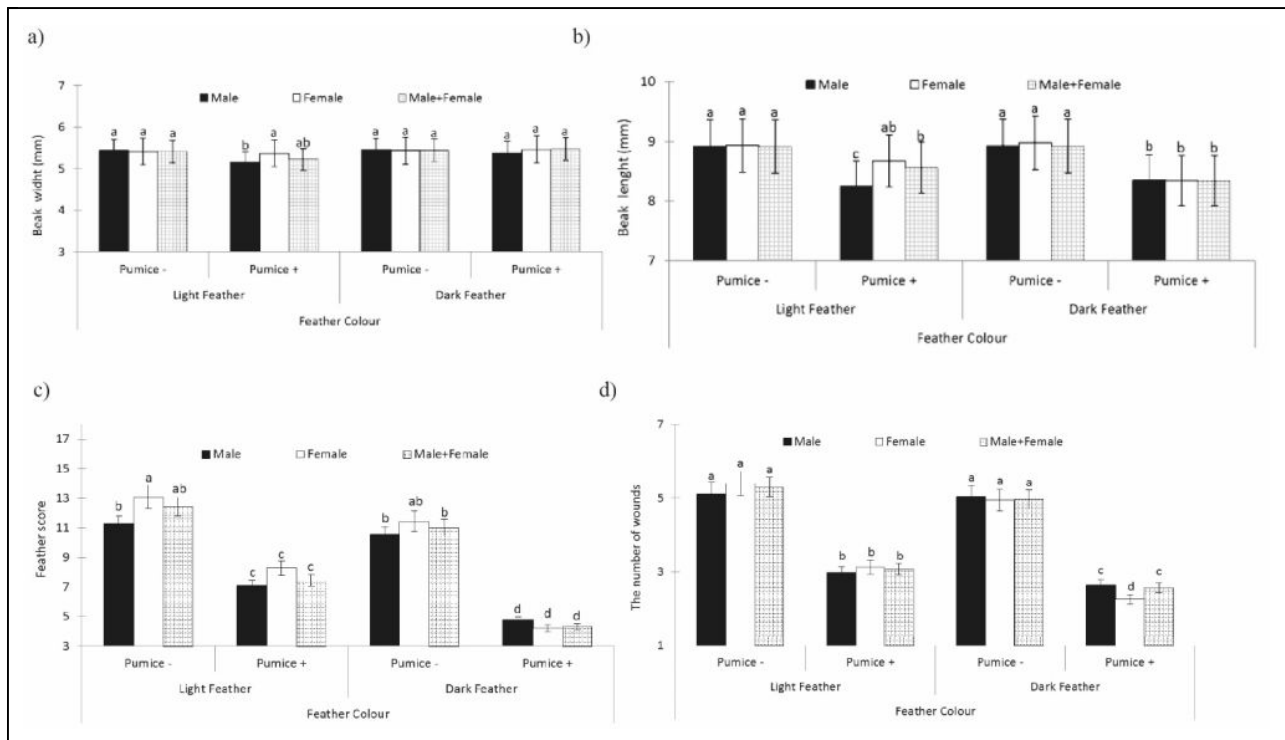 a)
7
6
5
4
3
Beak widht (mm)
Male Female Male+Female
a a a b a ab a a a a a a
Pumice - Pumice + Pumice - Pumice +
Light Feather Dark Feather
Feather Colour
b)
10
9
8
7
Beak lenght (mm)
Male Female Male+Female
a a a c ab b a a a b b b
Pumice - Pumice + Pumice - Pumice +
Light Feather Dark Feather
Feather Colour
c)
17
15
13
11
9
7
5
3
Feather score
Male Female Male+Female
b a ab c c c b ab b d d d
Pumice - Pumice + Pumice - Pumice +
Light Feather Dark Feather
Feather Colour
d)
7
5
3
1
The number of wounds
Male Female Male+Female
a a a b b b a a a c d c
Pumice - Pumice + Pumice - Pumice +
Light Feather Dark Feather
Feather Colour